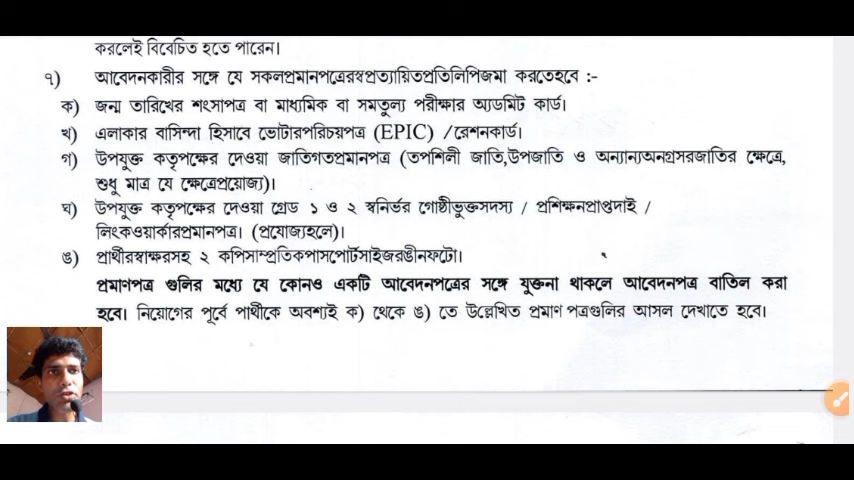 করলেই বিবেচিত হতে পারেন।
৭) আবেদনকারীর সঙ্গে যে সকলপ্রমানপত্রেরস্বপ্রত্যায়িতপ্রতিলিপিজমা করতেহবে :-
ক) জন্ম তারিখের শংসাপত্র বা মাধ্যমিক বা সমতুল্য পরীক্ষার অ্যডমিট কার্ড।
খ) এলাকার বাসিন্দা হিসাবে ভোটারপরিচয়পত্র (EPIC) /রেশনকার্ড।
গ) উপযুক্ত কতৃপক্ষের দেওয়া জাতিগতপ্রমানপত্র (তপশিলী জাতি,উপজাতি ও অন্যান্যঅনগ্রসরজাতির ক্ষেত্রে,
শুধু মাত্র যে ক্ষেত্রেপ্রয়োজ্য)।
ঘ) উপযুক্ত কতৃপক্ষের দেওয়া গ্রেড ১ ও ২ স্বনির্ভর গোষ্ঠীভুক্তসদস্য / প্রশিক্ষনপ্রাপ্তদাই /
লিংকওয়ার্কারপ্রমানপত্র। (প্রযোজ্যহলে)।
ঙ) প্রার্থীরস্বাক্ষরসহ ২ কপিসাম্প্রতিকপাসপোর্টসাইজরঙীনফটো।
প্রমাণপত্র গুলির মধ্যে যে কোনও একটি আবেদনপত্রের সঙ্গে যুক্তনা থাকলে আবেদনপত্র বাতিল করা
হবে। নিয়োগের পূর্বে পার্থীকে অবশ্যই ক) থেকে ঙ) তে উল্লেখিত প্রমাণ পত্রগুলির আসল দেখাতে হবে।